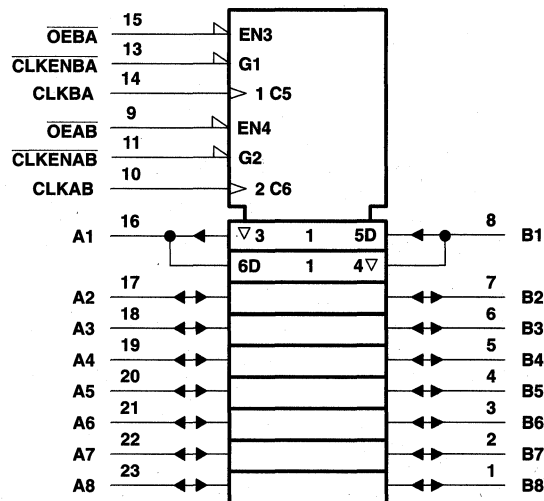 15
OEBA EN3
13
CLKENBA G1
14
CLKBA 1 C5
9
OEAB EN4
11
CLKENAB G2
10
CLKAB 2 C6
16 8
A1 ▽ 3 1 5D B1
6D 1 4 ▽
17 7
A2 B2
18 6
A3 B3
19 5
A4 B4
20 4
A5 B5
21 3
A6 B6
22 2
A7 B7
23 1
A8 B8